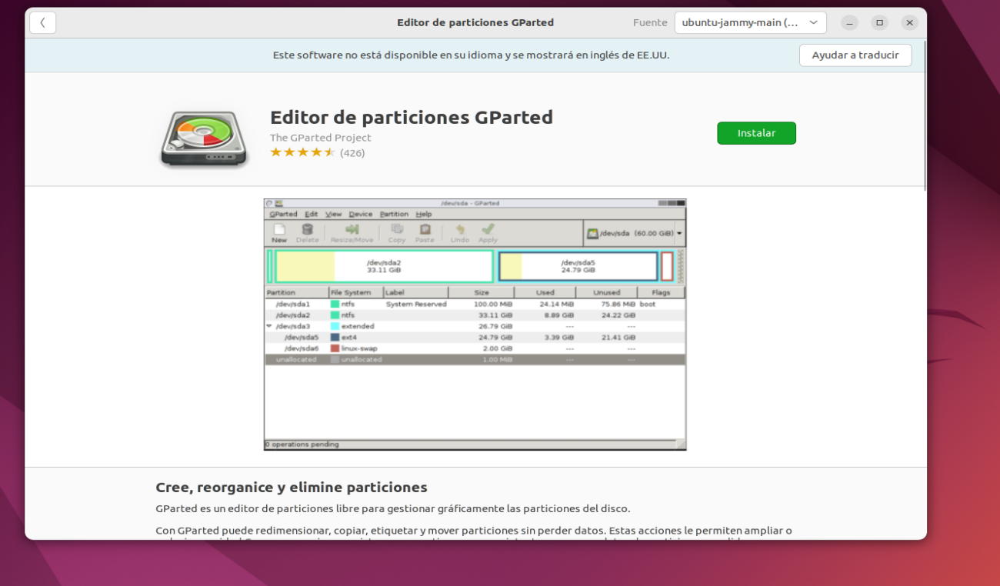 Editor de particiones GParted
Fuente ubuntu-jammy-main (...
Este software no está disponible en su idioma y se mostrará en inglés de EE.UU.
Ayudar a traducir
Editor de particiones GParted
The GParted Project
(426)
Instalar
/dev/sda - GParted
GParted Edit View Device Partition Help
New Delete Resize/Move Copy Paste Undo Apply
/dev/sda (60.00 GiB)
/dev/sda2
33.11 GiB
/dev/sda5
24.79 GiB
Partition File System Label Size Used Unused Flags
/dev/sda1 ntfs System Reserved 100.00 MiB 24.14 MiB 75.86 MiB boot
/dev/sda2 ntfs 33.11 GiB 8.89 GiB 24.22 GiB
/dev/sda3 extended 26.79 GiB --- ---
/dev/sda5 ext4 24.79 GiB 3.39 GiB 21.41 GiB
/dev/sda6 linux-swap 2.00 GiB --- ---
unallocated unallocated 1.00 MiB --- ---
0 operations pending
Cree, reorganice y elimine particiones
GParted es un editor de particiones libre para gestionar gráficamente las particiones del disco.
Con GParted puede redimensionar, copiar, etiquetar y mover particiones sin perder datos. Estas acciones le permiten ampliar o